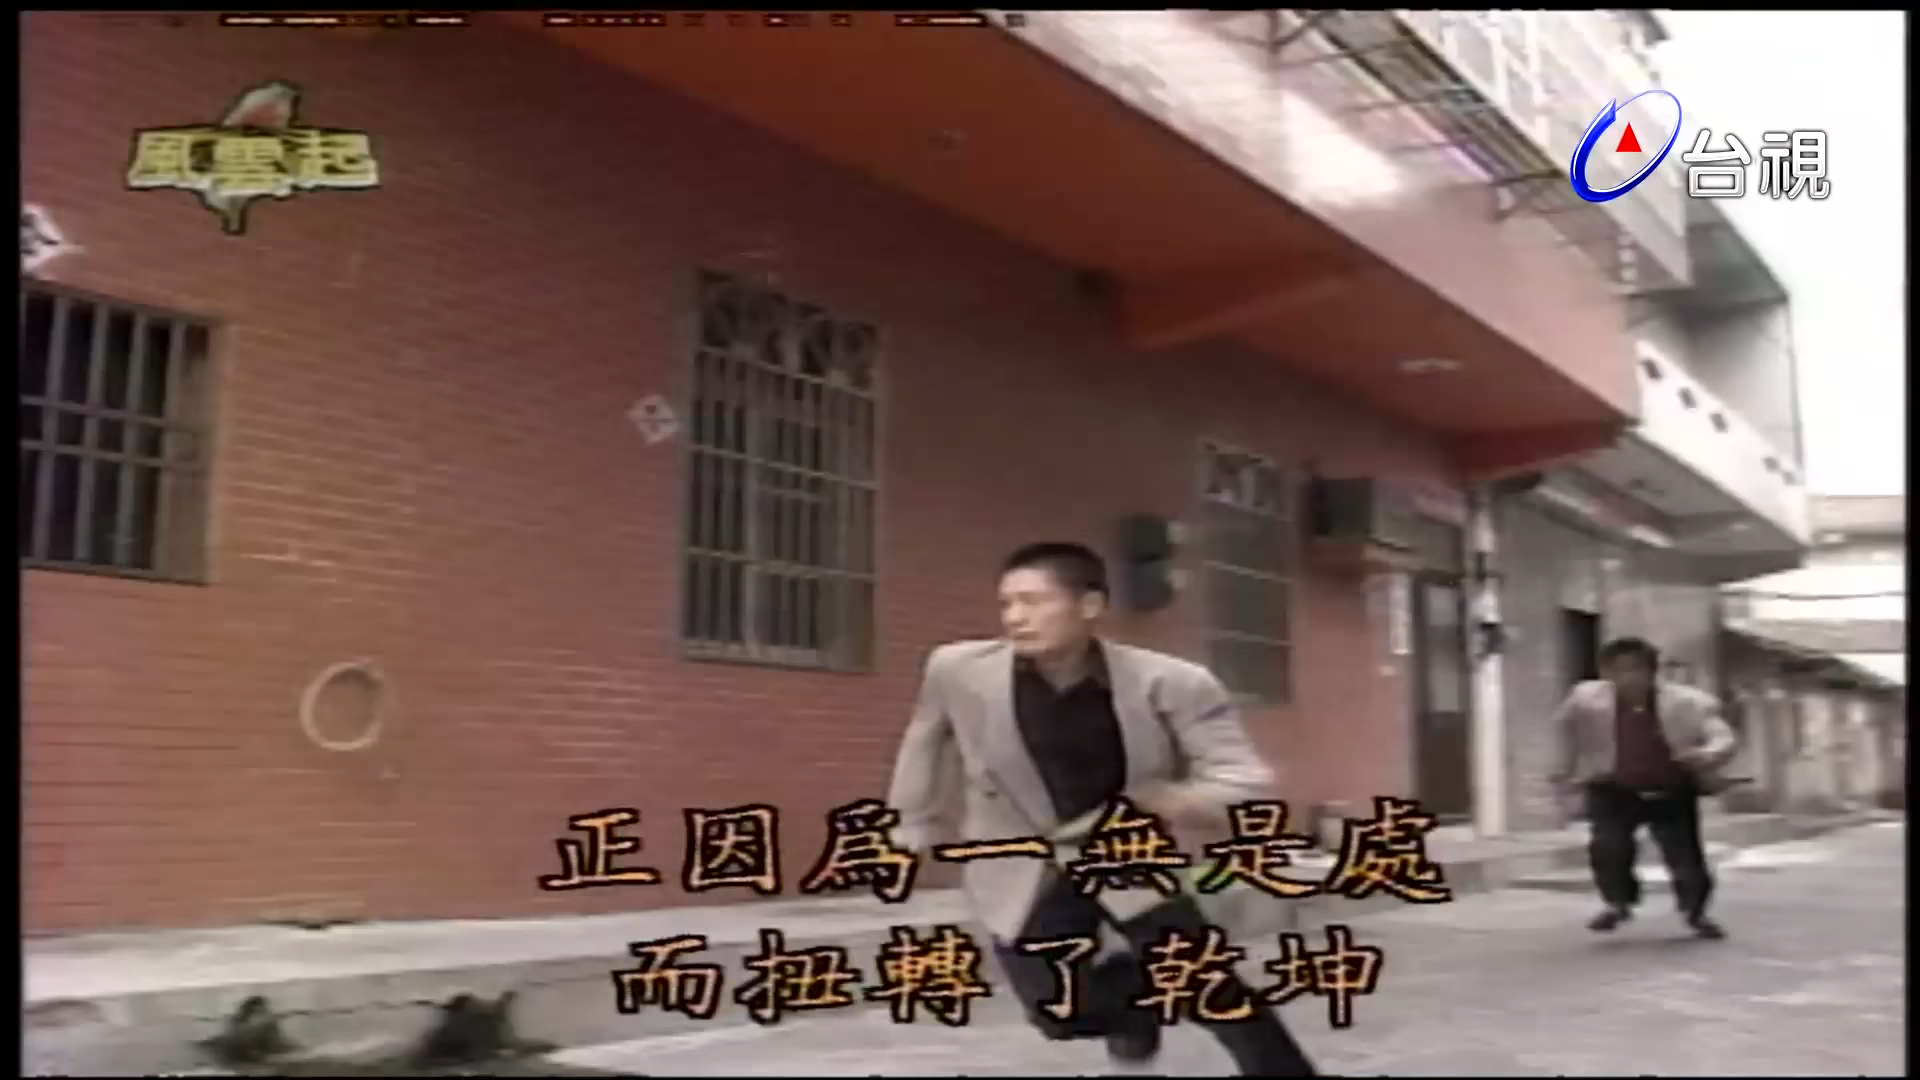 風雲起
台視
正因為一無是處
而扭轉了乾坤